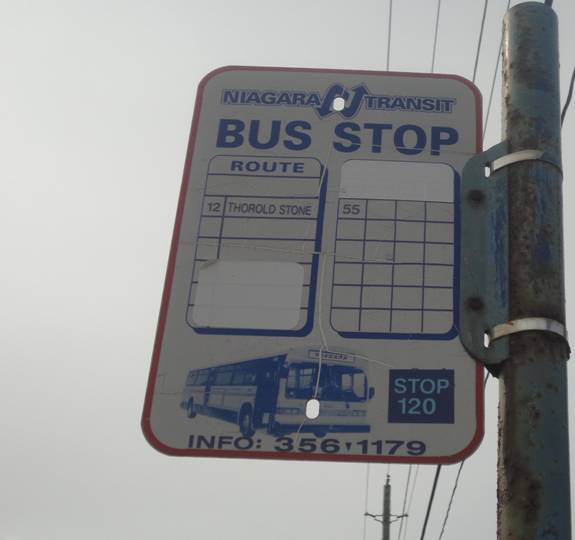 NIAGARA TRANSIT
BUS STOP
ROUTE
12 THOROLD STONE 55
STOP
120
INFO: 356-1179